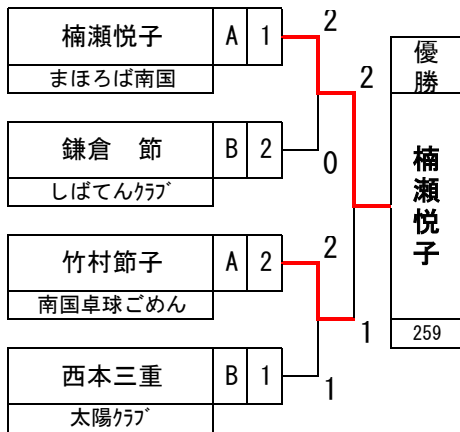 楠瀬悦子 A 1
まほろば南国
2
鎌倉　節 B 2
しばてんｸﾗﾌﾞ
0
竹村節子 A 2
南国卓球ごめん
2
西本三重 B 1
太陽ｸﾗﾌﾞ
1
2
1
優勝
楠瀬悦子
259